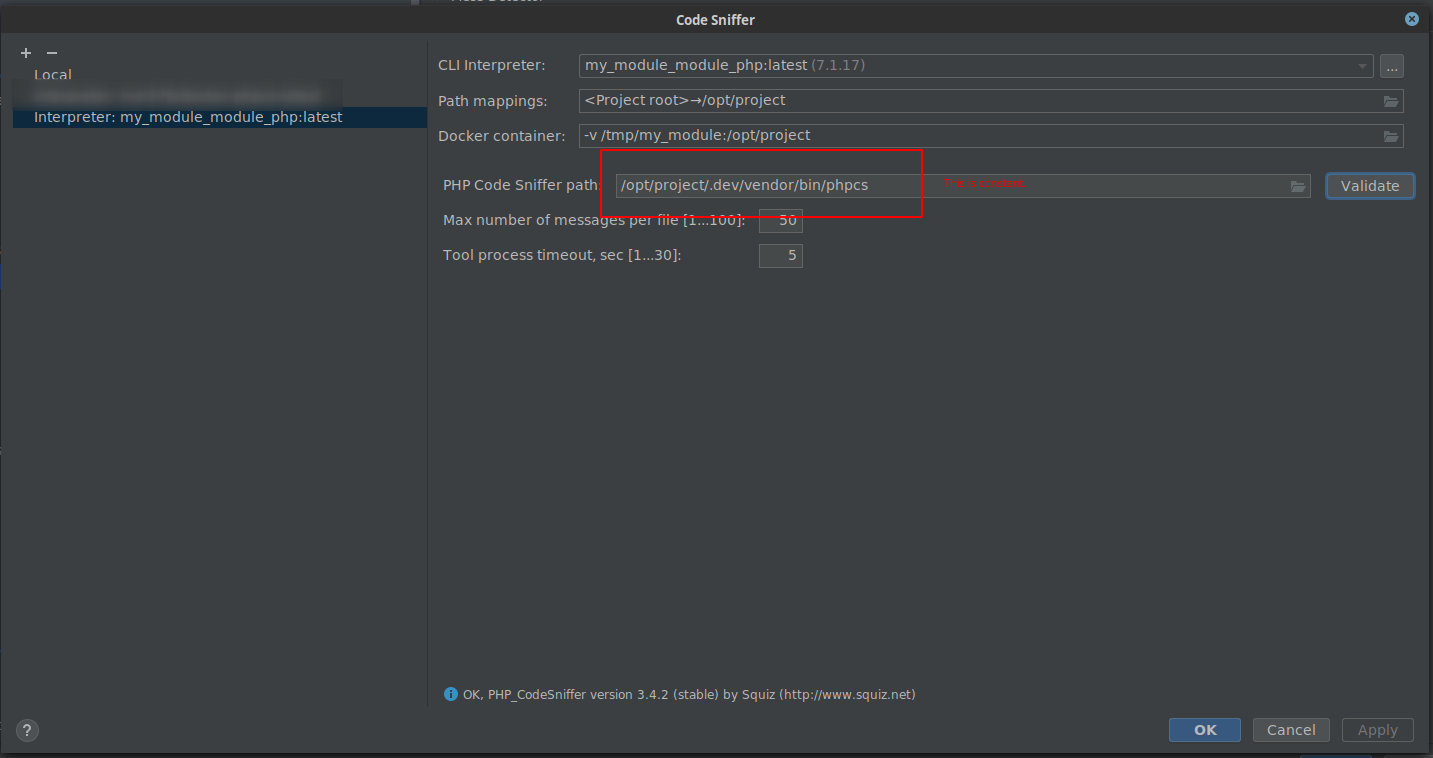 Code Sniffer
Local
Interpreter: my_module_module_php:latest
CLI Interpreter:
my_module_module_php:latest (7.1.17)
...
Path mappings:
<Project root>→/opt/project
Docker container:
-v /tmp/my_module:/opt/project
PHP Code Sniffer path:
/opt/project/.dev/vendor/bin/phpcs
This is constant.
Validate
Max number of messages per file [1...100]:
50
Tool process timeout, sec [1...30]:
5
OK, PHP_CodeSniffer version 3.4.2 (stable) by Squiz (http://www.squiz.net)
?
OK
Cancel
Apply